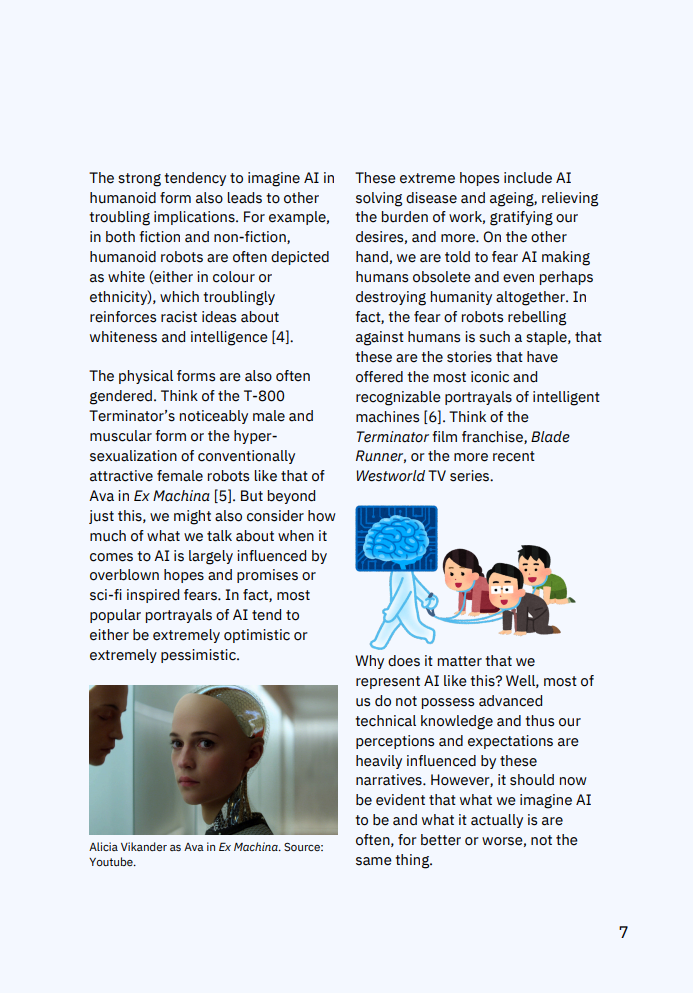 The strong tendency to imagine AI in
humanoid form also leads to other
troubling implications. For example,
in both fiction and non-fiction,
humanoid robots are often depicted
as white (either in colour or
ethnicity), which troublingly
reinforces racist ideas about
whiteness and intelligence [4].
The physical forms are also often
gendered. Think of the T-800
Terminator’s noticeably male and
muscular form or the hyper-
sexualization of conventionally
attractive female robots like that of
Ava in Ex Machina [5]. But beyond
just this, we might also consider how
much of what we talk about when it
comes to AI is largely influenced by
overblown hopes and promises or
sci-fi inspired fears. In fact, most
popular portrayals of AI tend to
either be extremely optimistic or
extremely pessimistic.
Alicia Vikander as Ava in Ex Machina. Source:
Youtube.
These extreme hopes include AI
solving disease and ageing, relieving
the burden of work, gratifying our
desires, and more. On the other
hand, we are told to fear AI making
humans obsolete and even perhaps
destroying humanity altogether. In
fact, the fear of robots rebelling
against humans is such a staple, that
these are the stories that have
offered the most iconic and
recognizable portrayals of intelligent
machines [6]. Think of the
Terminator film franchise, Blade
Runner, or the more recent
Westworld TV series.
Why does it matter that we
represent AI like this? Well, most of
us do not possess advanced
technical knowledge and thus our
perceptions and expectations are
heavily influenced by these
narratives. However, it should now
be evident that what we imagine AI
to be and what it actually is are
often, for better or worse, not the
same thing.
7